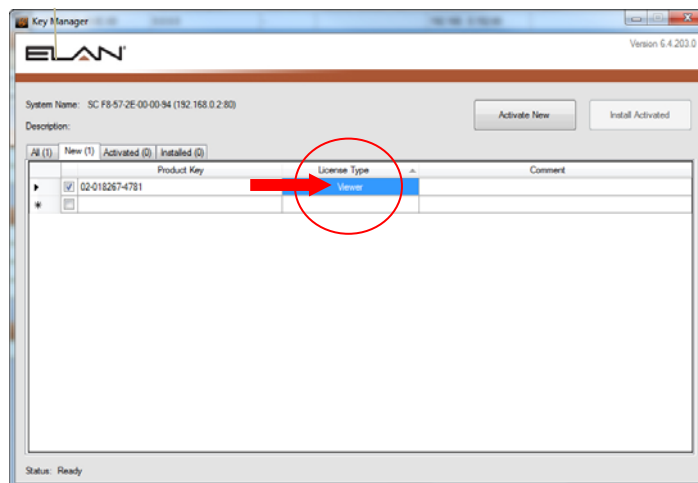 Key Manager
ELAN
Version 6.4.203.0
System Name: SC F8-57-2E-00-00-94 (192.168.0.2:80)
Activate New
Install Activated
Description:
All (1) New (1) Activated (0) Installed (0)
Product Key License Type Comment
02-018267-4781 Viewer
Status: Ready